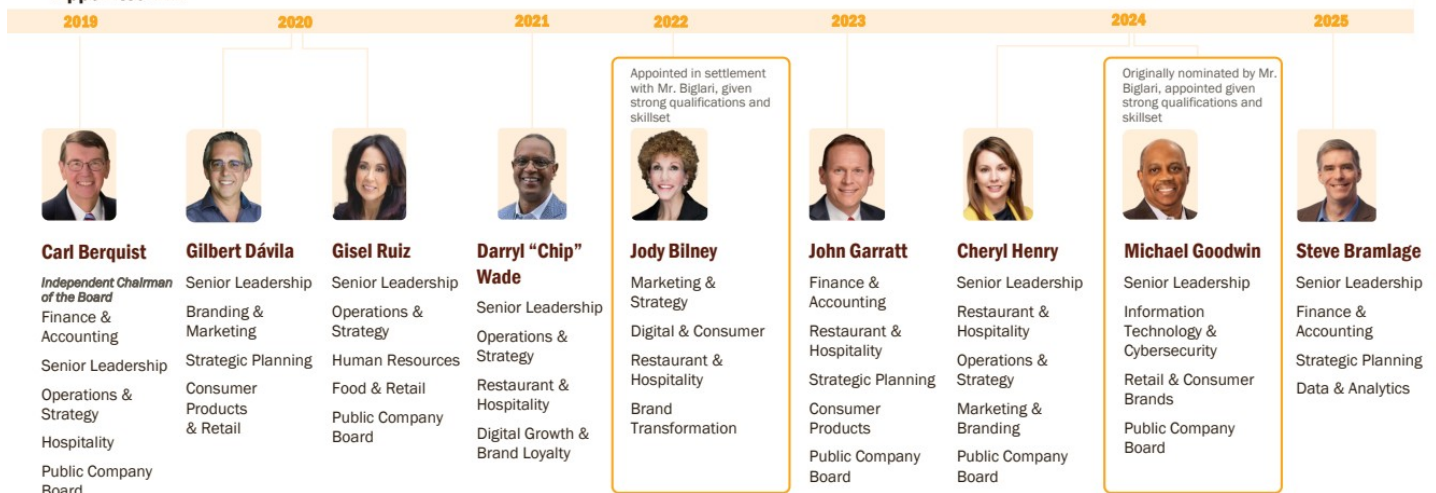 2019
2020
2021
2022
2023
2024
2025
Carl Berquist
Independent Chairman
of the Board
Finance &
Accounting
Senior Leadership
Operations &
Strategy
Hospitality
Public Company
Board
Gilbert Dávila
Senior Leadership
Branding &
Marketing
Strategic Planning
Consumer
Products
& Retail
Gisel Ruiz
Senior Leadership
Operations &
Strategy
Human Resources
Food & Retail
Public Company
Board
Darryl “Chip”
Wade
Senior Leadership
Operations &
Strategy
Restaurant &
Hospitality
Digital Growth &
Brand Loyalty
Appointed in settlement
with Mr. Biglari, given
strong qualifications and
skillset
Jody Bilney
Marketing &
Strategy
Digital & Consumer
Restaurant &
Hospitality
Brand
Transformation
John Garratt
Finance &
Accounting
Restaurant &
Hospitality
Strategic Planning
Consumer
Products
Public Company
Board
Cheryl Henry
Senior Leadership
Restaurant &
Hospitality
Operations &
Strategy
Marketing &
Branding
Public Company
Board
Originally nominated by Mr.
Biglari, appointed given
strong qualifications and
skillset
Michael Goodwin
Senior Leadership
Information
Technology &
Cybersecurity
Retail & Consumer
Brands
Public Company
Board
Steve Bramlage
Senior Leadership
Finance &
Accounting
Strategic Planning
Data & Analytics